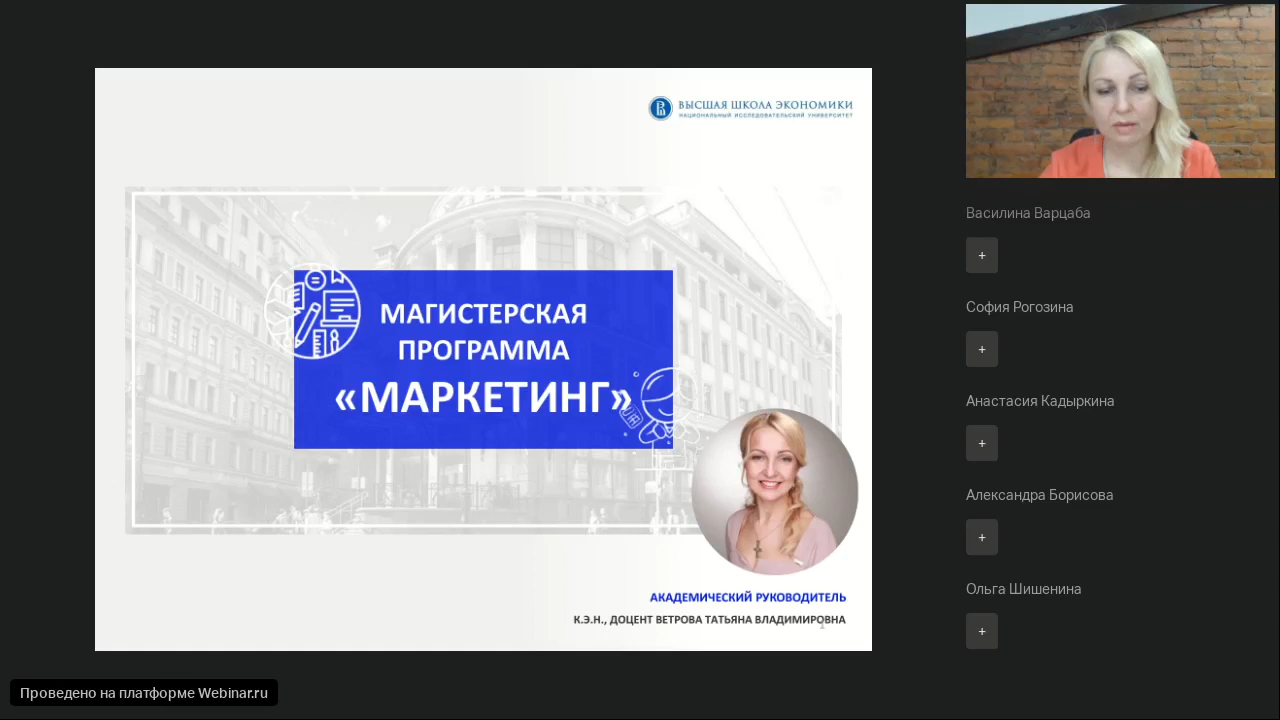 ВЫСШАЯ ШКОЛА ЭКОНОМИКИ
НАЦИОНАЛЬНЫЙ ИССЛЕДОВАТЕЛЬСКИЙ УНИВЕРСИТЕТ
МАГИСТЕРСКАЯ
ПРОГРАММА
«МАРКЕТИНГ»
АКАДЕМИЧЕСКИЙ РУКОВОДИТЕЛЬ
К.Э.Н., ДОЦЕНТ ВЕТРОВА ТАТЬЯНА ВЛАДИМИРОВНА
1
Василина Варцаба
+
София Рогозина
+
Анастасия Кадыркина
+
Александра Борисова
+
Ольга Шишенина
+
Проведено на платформе Webinar.ru